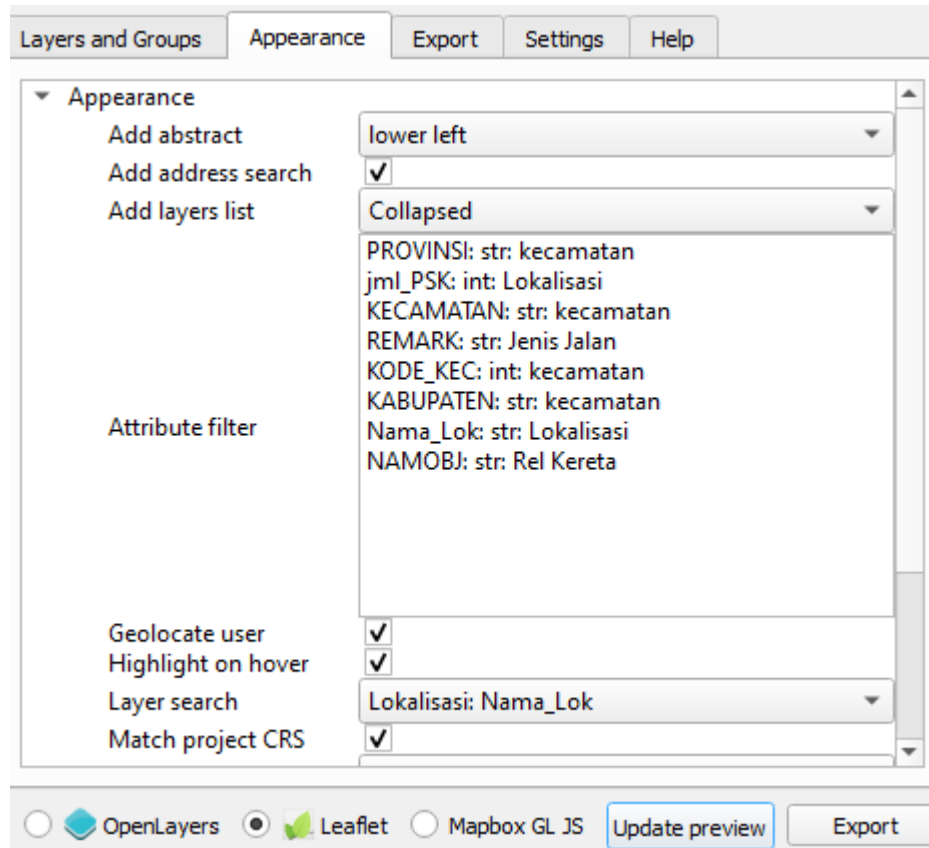 Layers and Groups Appearance Export Settings Help
Appearance
Add abstract lower left
Add address search
Add layers list Collapsed
PROVINSI: str: kecamatan
jml_PSK: int: Lokalisasi
KECAMATAN: str: kecamatan
REMARK: str: Jenis Jalan
KODE_KEC: int: kecamatan
KABUPATEN: str: kecamatan
Attribute filter
Nama_Lok: str: Lokalisasi
NAMOBJ: str: Rel Kereta
Geolocate user
Highlight on hover
Layer search Lokalisasi: Nama_Lok
Match project CRS
OpenLayers Leaflet Mapbox GL JS Update preview Export